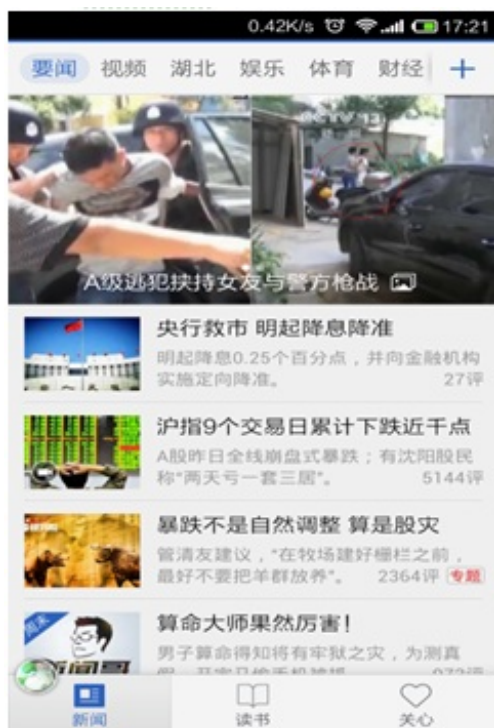 0.42K/s 17:21
要闻 视频 湖北 娱乐 体育 财经 +
CCTV 13
A级逃犯挟持女友与警方枪战
央行救市 明起降息降准
明起降息0.25个百分点，并向金融机构
实施定向降准。 27评
沪指9个交易日累计下跌近千点
A股昨日全线崩盘式暴跌；有沈阳股民
称“两天亏一套三居”。 5144评
暴跌不是自然调整 算是股灾
管清友建议，“在牧场建好栅栏之前，
最好不要把羊群放养”。 2364评 专题
周末
新闻哥
算命大师果然厉害！
男子算命得知将有牢狱之灾，为测真
新闻 读书 关心